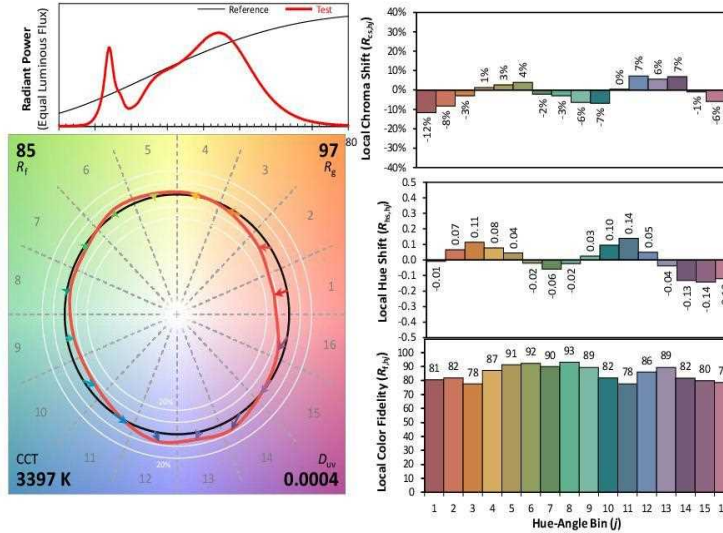 Reference Test
Radiant Power
(Equal Luminous Flux)
80
85
Rf
97
Rg
5 4
6 3
7 2
8 1
9 16
10 15
11 14
12 13
-20%
20%
CCT
3397 K
Duv
0.0004
Local Chroma Shift (Rcs,hj)
40%
30%
20%
10%
0%
-10%
-20%
-30%
-40%
-12% -8% -3% 1% 3% 4% -2% -3% -6% -7% 0% 7% 6% 7% -1% -6%
Local Hue Shift (Rhs,hj)
0.5
0.4
0.3
0.2
0.1
0.0
-0.1
-0.2
-0.3
-0.4
-0.5
-0.01 0.07 0.11 0.08 0.04 -0.02 -0.06 -0.02 0.03 0.10 0.14 0.05 -0.04 -0.13 -0.14
Local Color Fidelity (Rf,hj)
100
90
80
70
60
50
40
30
20
10
0
81 82 78 87 91 92 90 93 89 82 78 86 89 82 80 7
1 2 3 4 5 6 7 8 9 10 11 12 13 14 15 1
Hue-Angle Bin (j)